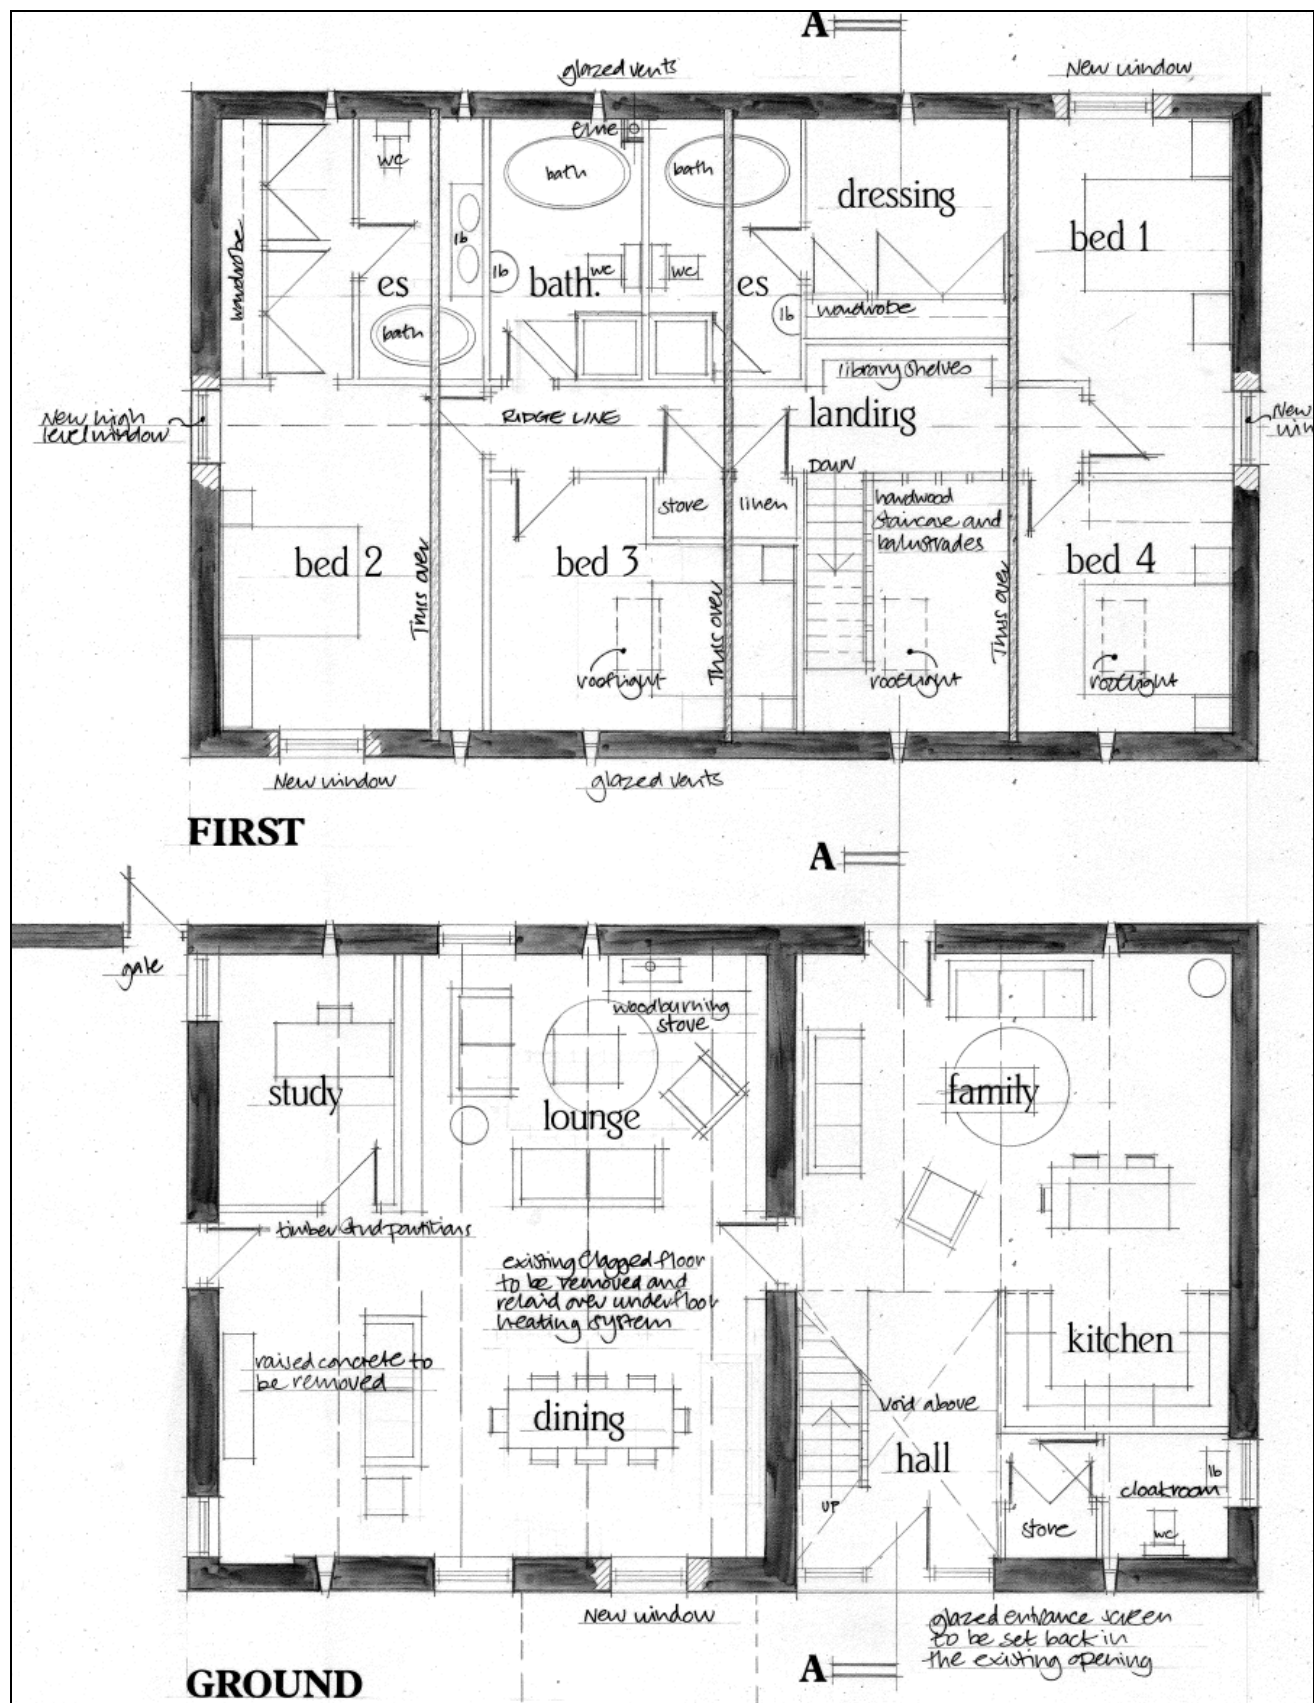 A
glazed vents
New window
flue
wc
bath
bath
dressing
bed 1
wardrobe
lb
es
lb
bath.
wc
wc
es
lb
wardrobe
bath
library shelves
New high
level window
RIDGE LINE
landing
New
win
DOWN
store
linen
hardwood
staircase and
balustrades
bed 2
Truss over
bed 3
Truss over
Truss over
bed 4
rooflight
rooflight
rooflight
New window
glazed vents
FIRST
A
gate
woodburning
stove
study
lounge
family
timber stud partitions
existing flagged floor
to be removed and
relaid over underfloor
heating system
raised concrete to
be removed
kitchen
dining
void above
hall
UP
lb
cloakroom
store
wc
New window
glazed entrance screen
to be set back in
the existing opening
GROUND
A